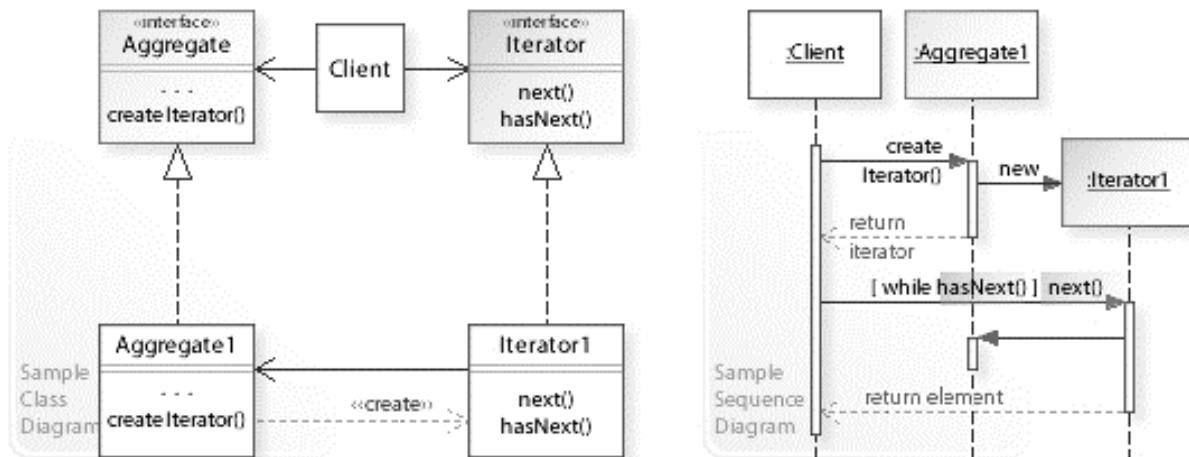 «interface»
Aggregate
. . .
createIterator()
Client
«interface»
Iterator
next()
hasNext()
Aggregate1
. . .
createIterator()
«create»
Iterator1
next()
hasNext()
Sample
Class
Diagram
:Client
:Aggregate1
create
Iterator()
new
:Iterator1
return
iterator
[ while hasNext() ] next()
return element
Sample
Sequence
Diagram